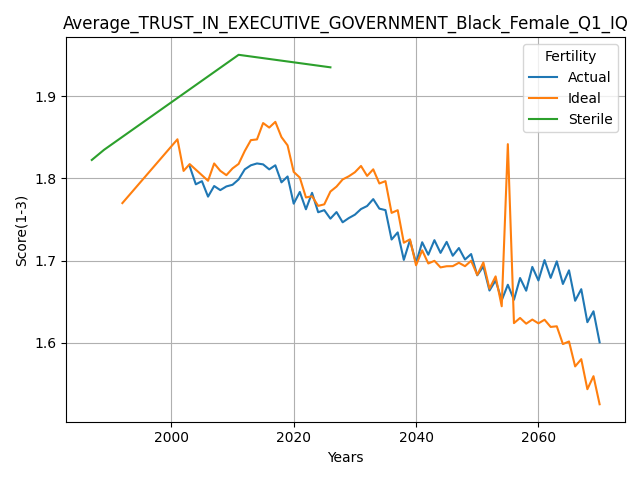 Average_TRUST_IN_EXECUTIVE_GOVERNMENT_Black_Female_Q1_IQ
Fertility
Actual
Ideal
Sterile
1.9
1.8
1.7
1.6
Score(1-3)
2000 2020 2040 2060
Years